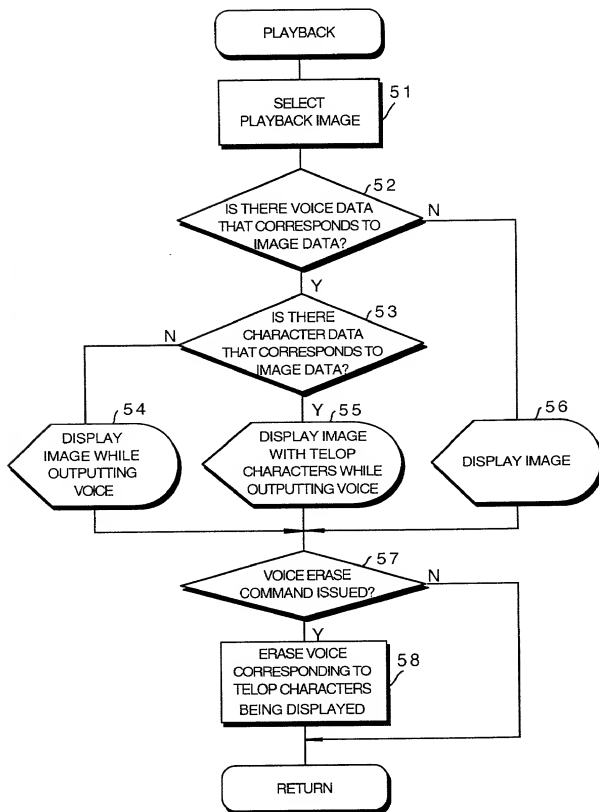 PLAYBACK
51
SELECT
PLAYBACK IMAGE
52
IS THERE VOICE DATA
THAT CORRESPONDS TO
IMAGE DATA?
N
Y
53
IS THERE
CHARACTER DATA
THAT CORRESPONDS TO
IMAGE DATA?
N
Y
54
DISPLAY
IMAGE WHILE
OUTPUTTING
VOICE
55
DISPLAY IMAGE
WITH TELOP
CHARACTERS WHILE
OUTPUTTING VOICE
56
DISPLAY IMAGE
57
VOICE ERASE
COMMAND ISSUED?
N
Y
58
ERASE VOICE
CORRESPONDING TO
TELOP CHARACTERS
BEING DISPLAYED
RETURN